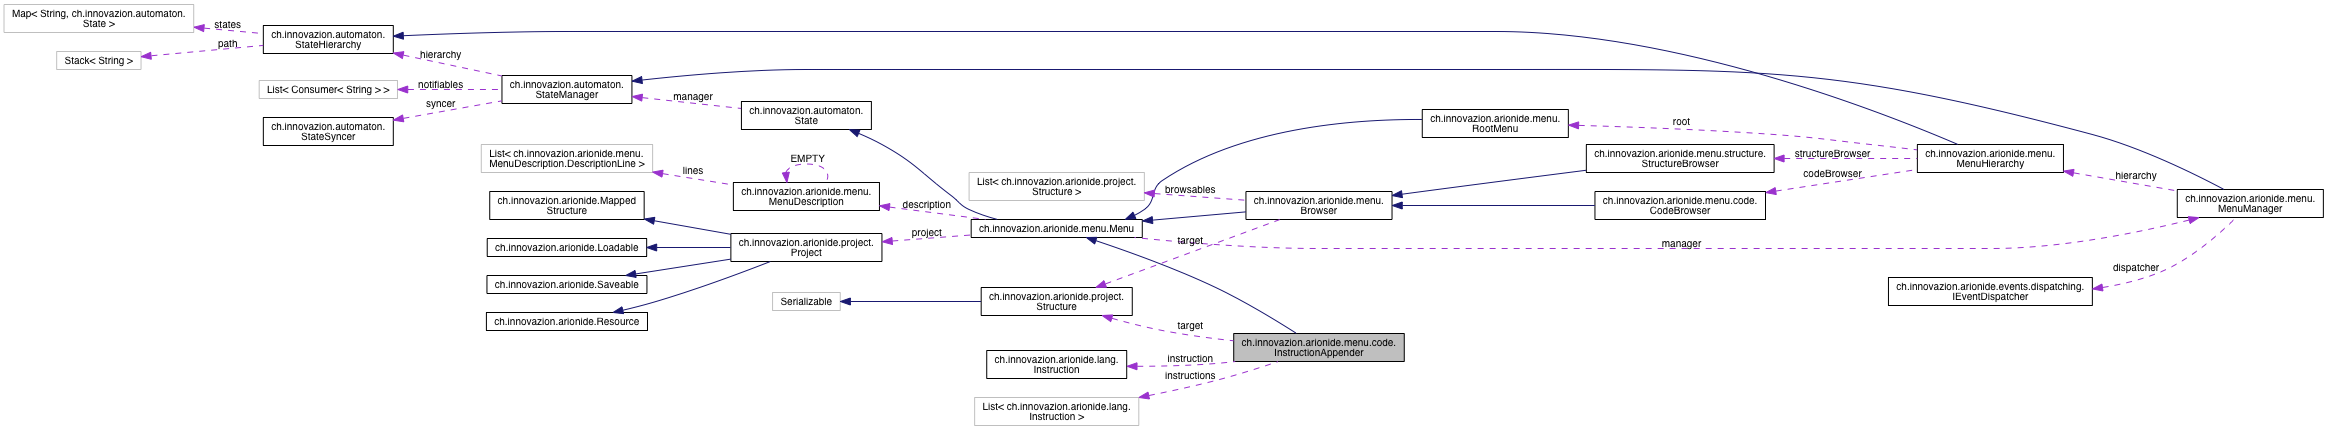 Map< String, ch.innovazion.automaton.
State >
states
path
Stack< String >
ch.innovazion.automaton.
StateHierarchy
hierarchy
List< Consumer< String > >
notifiables
syncer
ch.innovazion.automaton.
StateSyncer
ch.innovazion.automaton.
StateManager
manager
ch.innovazion.automaton.
State
List< ch.innovazion.arionide.menu.
MenuDescription.DescriptionLine >
lines
EMPTY
ch.innovazion.arionide.menu.
MenuDescription
description
ch.innovazion.arionide.Mapped
Structure
ch.innovazion.arionide.Loadable
ch.innovazion.arionide.Saveable
ch.innovazion.arionide.Resource
ch.innovazion.arionide.project.
Project
project
List< ch.innovazion.arionide.project.
Structure >
browsables
ch.innovazion.arionide.menu.Menu
target
Serializable
ch.innovazion.arionide.project.
Structure
target
ch.innovazion.arionide.lang.
Instruction
instruction
instructions
List< ch.innovazion.arionide.lang.
Instruction >
ch.innovazion.arionide.menu.code.
InstructionAppender
ch.innovazion.arionide.menu.
Browser
ch.innovazion.arionide.menu.
RootMenu
root
ch.innovazion.arionide.menu.structure.
StructureBrowser
structureBrowser
codeBrowser
ch.innovazion.arionide.menu.code.
CodeBrowser
ch.innovazion.arionide.menu.
MenuHierarchy
hierarchy
ch.innovazion.arionide.menu.
MenuManager
manager
dispatcher
ch.innovazion.arionide.events.dispatching.
IEventDispatcher